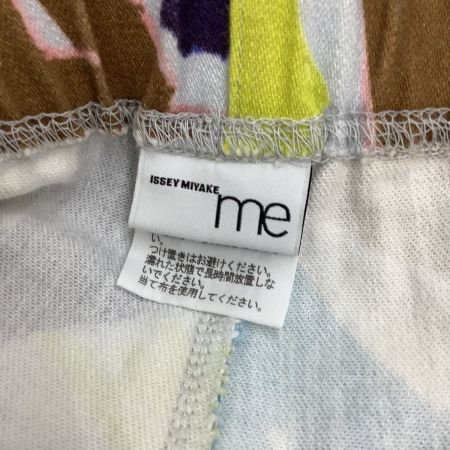 ISSEY MIYAKE
me
い。
つけ置きはお避けください。
濡れた状態で長時間放置しな
いでください。
当て布を使用してください。